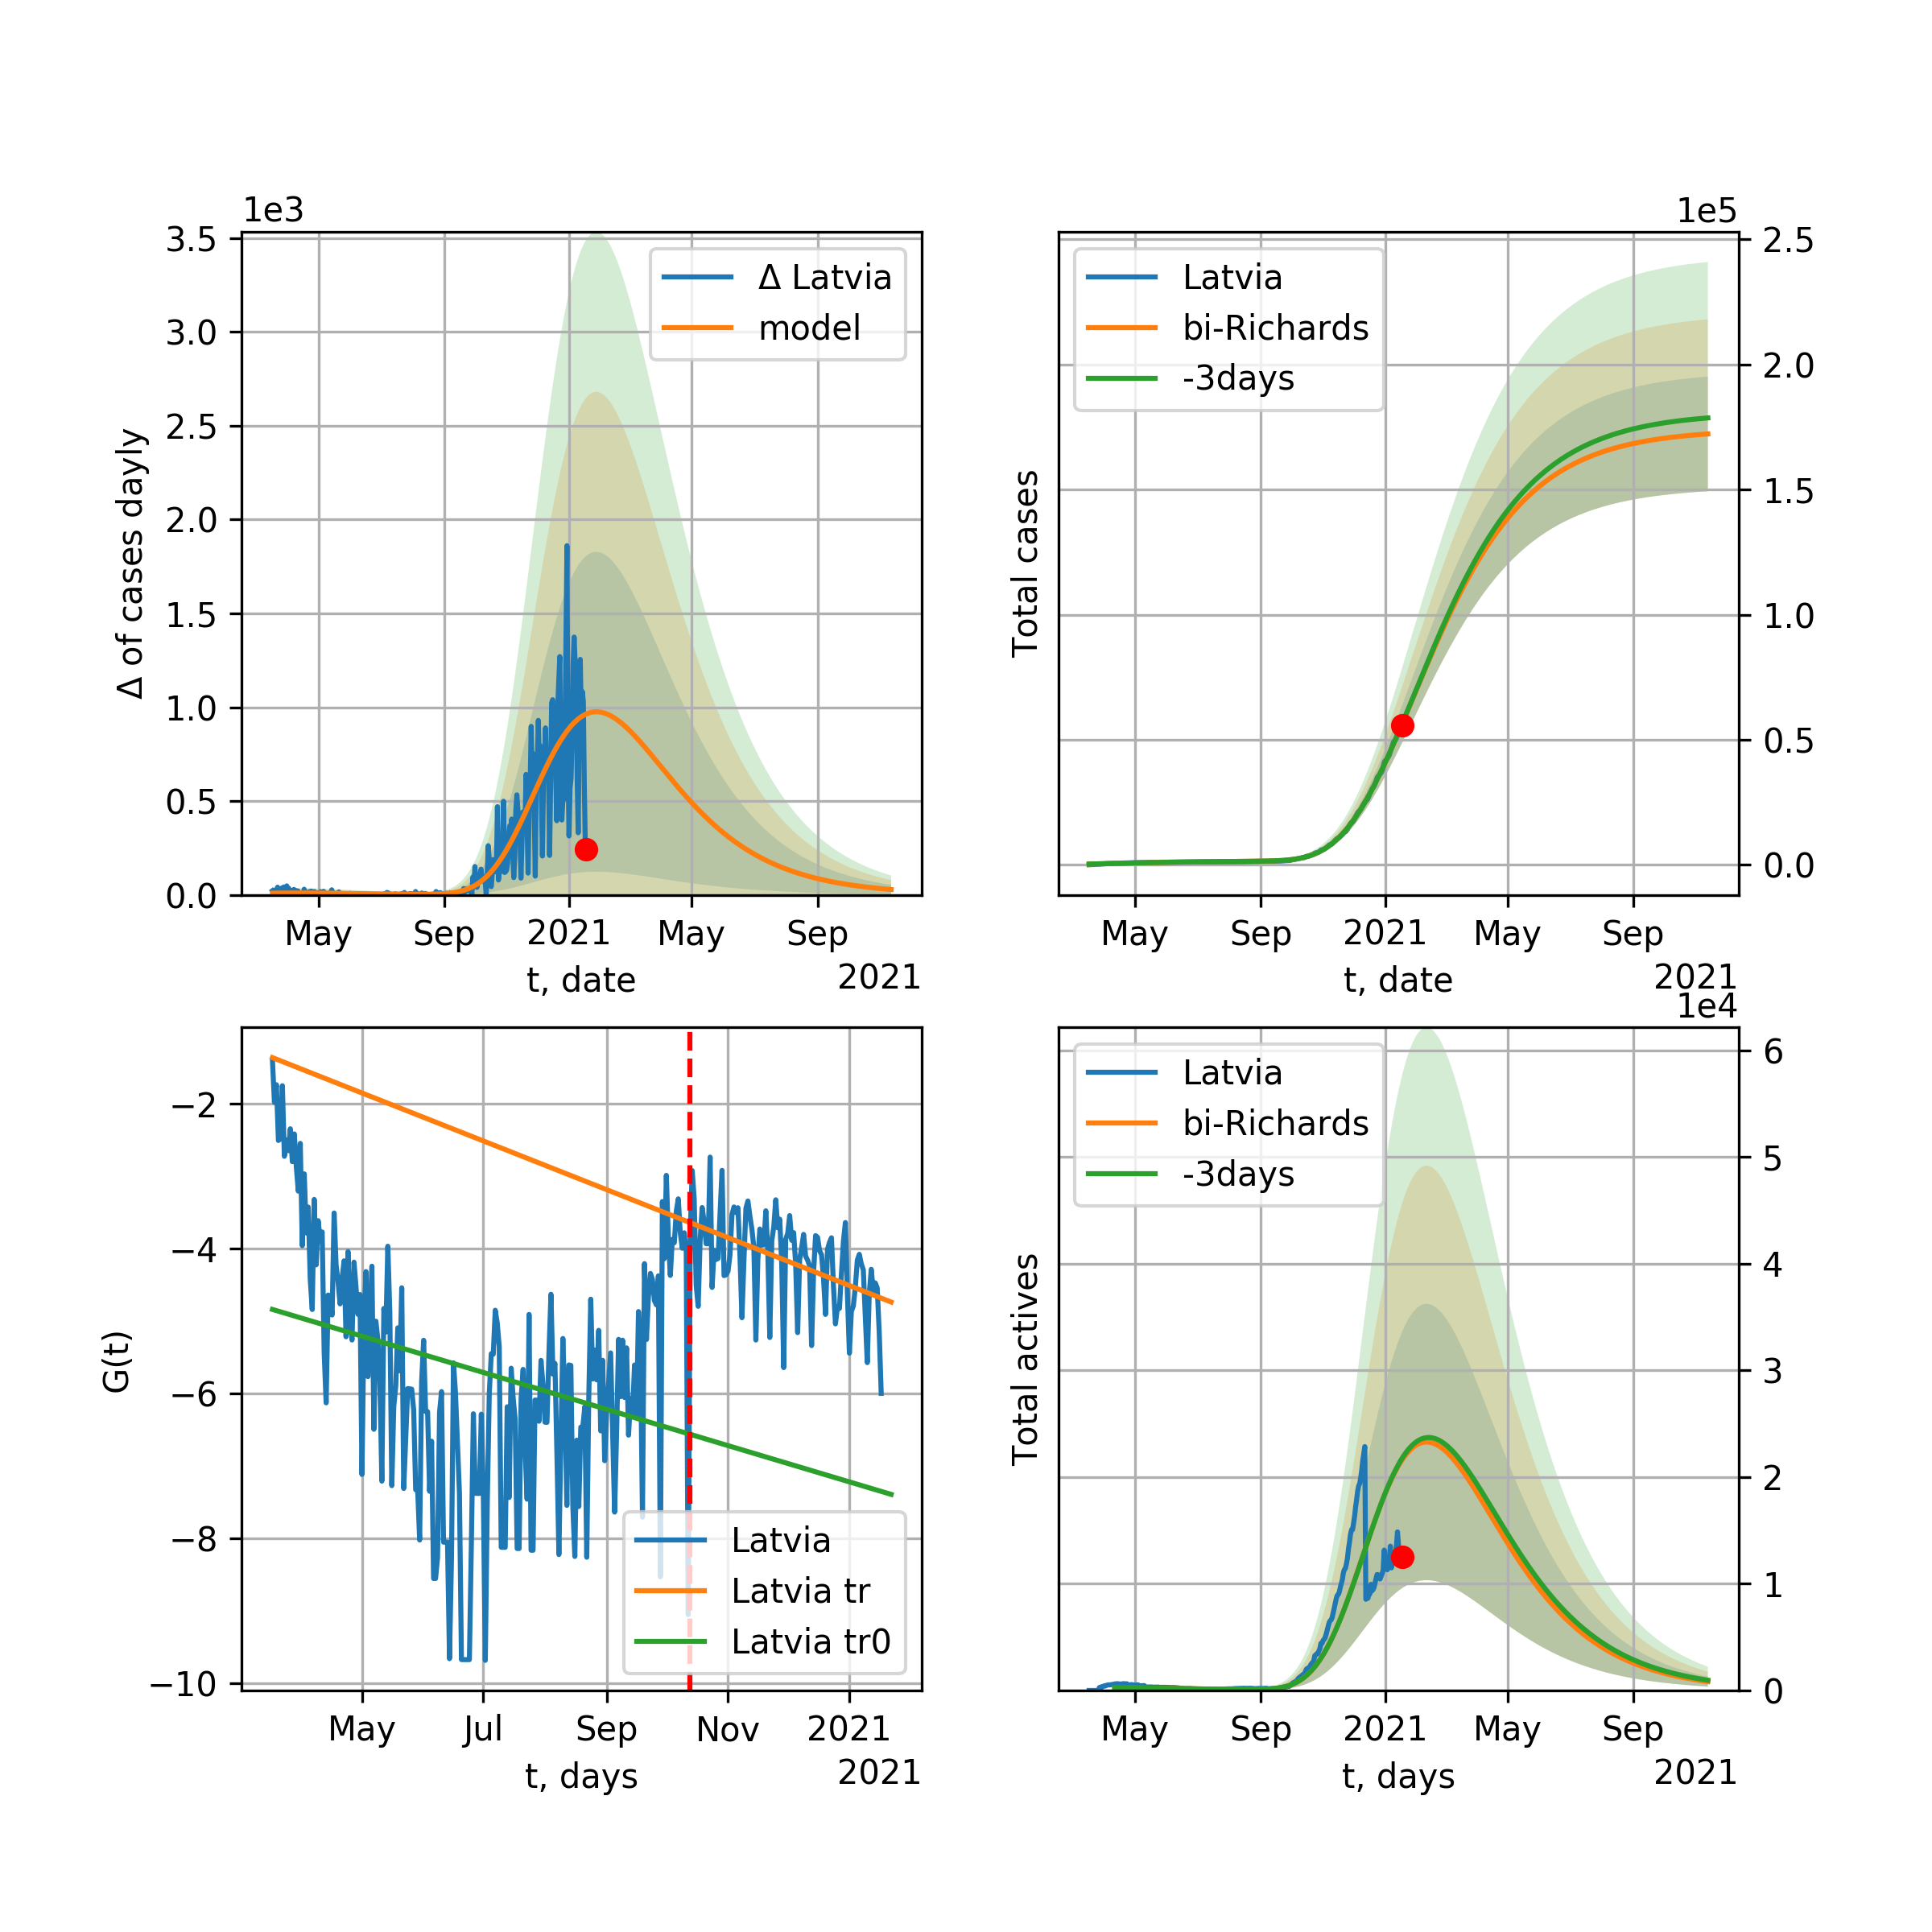 1e3
3.5
3.0
2.5
2.0
1.5
1.0
0.5
0.0
Δ of cases dayly
Δ Latvia
model
May Sep 2021 May Sep
t, date
2021
1e5
2.5
2.0
1.5
1.0
0.5
0.0
Total cases
Latvia
bi-Richards
-3days
May Sep 2021 May Sep
t, date
2021
−2
−4
−6
−8
−10
G(t)
Latvia
Latvia tr
Latvia tr0
May Jul Sep Nov 2021
t, days
2021
1e4
6
5
4
3
2
1
0
Total actives
Latvia
bi-Richards
-3days
May Sep 2021 May Sep
t, days
2021